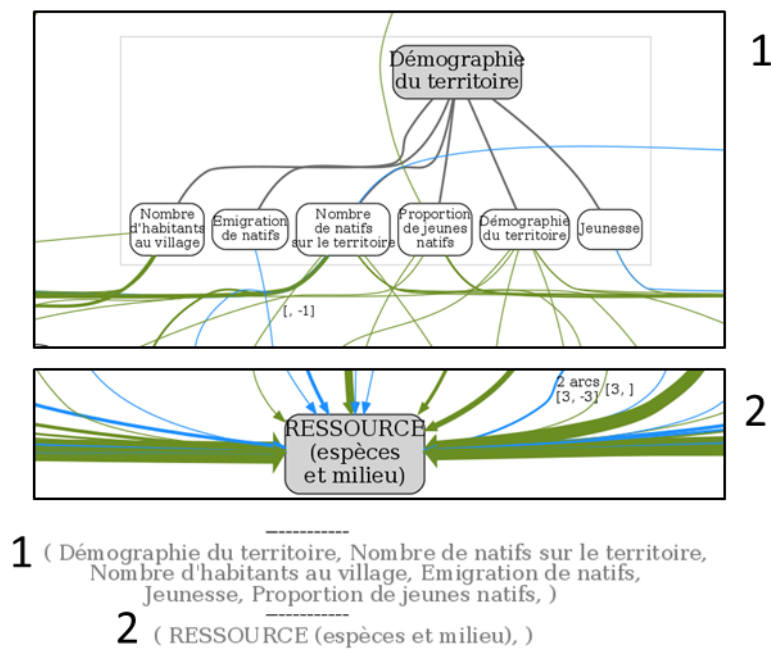 Démographie
du territoire
1
Nombre
d'habitants
au village
Emigration
de natifs
Nombre
de natifs
sur le territoire
Proportion
de jeunes
natifs
Démographie
du territoire
Jeunesse
[, -1]
2 arcs
[3, -3]
[3, ]
2
RESSOURCE
(espèces
et milieu)
------------
1 ( Démographie du territoire, Nombre de natifs sur le territoire,
Nombre d'habitants au village, Emigration de natifs,
Jeunesse, Proportion de jeunes natifs, )
------------
2 ( RESSOURCE (espèces et milieu), )